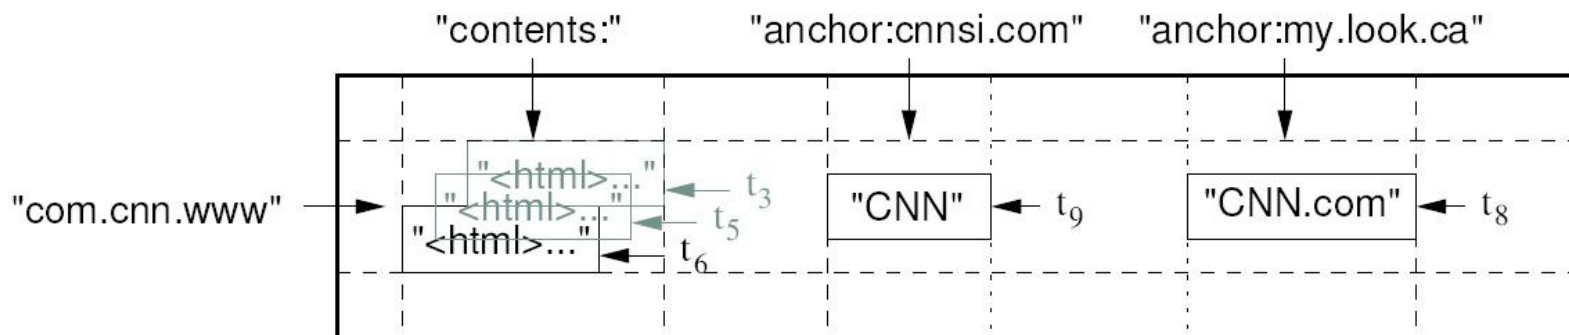 "contents:" "anchor:cnnsi.com" "anchor:my.look.ca"
"<html>..." t3
"com.cnn.www" "<html>..." t5 "CNN" t9 "CNN.com" t8
"<html>..." t6